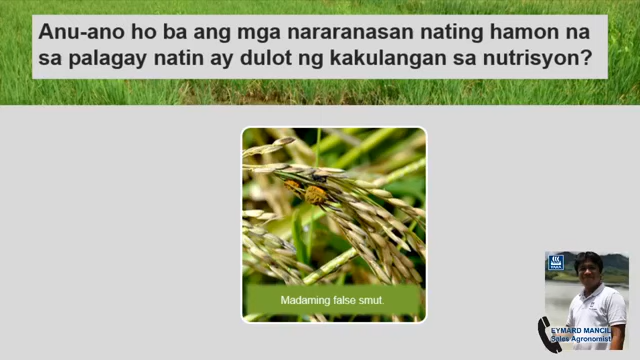 Anu-ano ho ba ang mga nararanasan nating hamon na
sa palagay natin ay dulot ng kakulangan sa nutrisyon?
Madaming false smut.
YARA
EYMARD MANCIL
Sales Agronomist